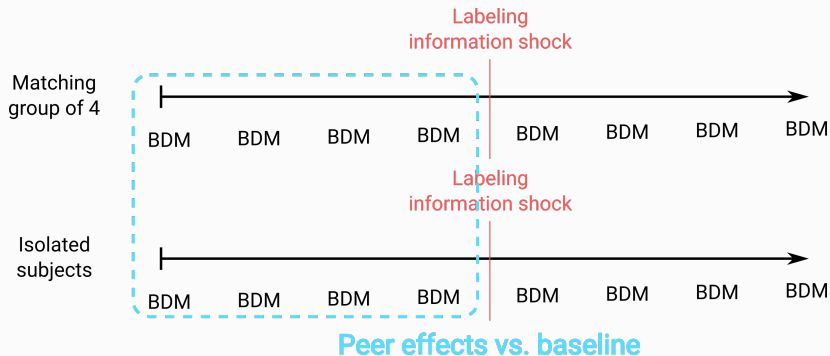 Labeling
information shock
Matching
group of 4
BDM BDM BDM BDM BDM BDM BDM BDM
Labeling
information shock
Isolated
subjects
BDM BDM BDM BDM BDM BDM BDM BDM
Peer effects vs. baseline